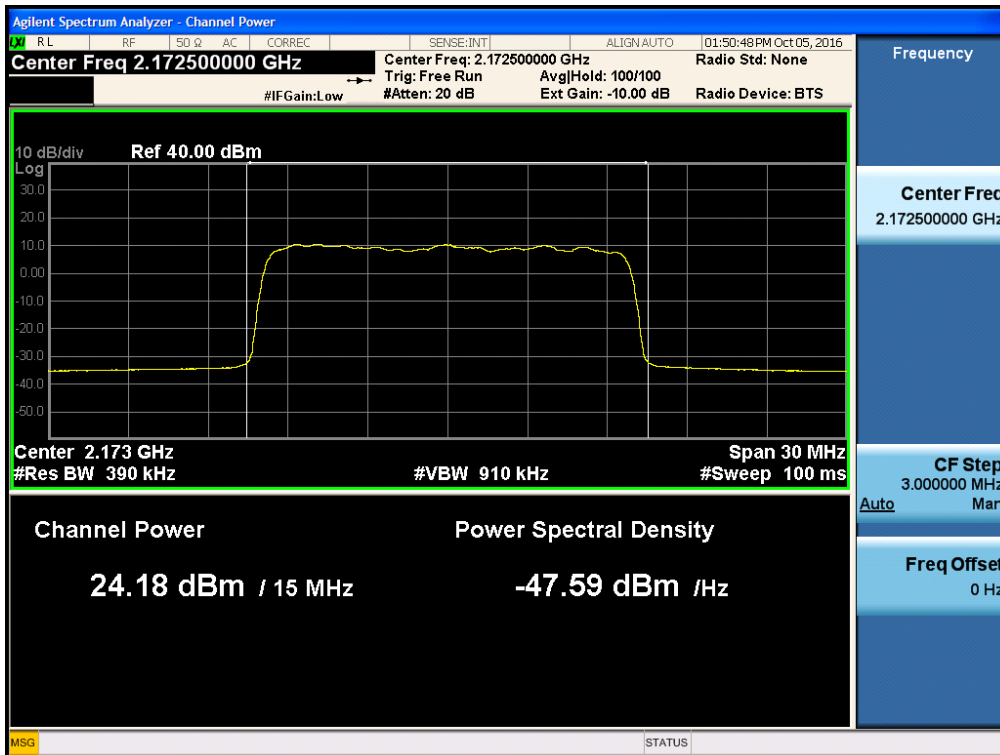 Agilent Spectrum Analyzer - Channel Power
LXI RL RF 50 Ω AC CORREC SENSE:INT ALIGN AUTO 01:50:48 PM Oct 05, 2016
Center Freq 2.172500000 GHz
Center Freq: 2.172500000 GHz Radio Std: None
Trig: Free Run Avg|Hold: 100/100
#IFGain:Low #Atten: 20 dB Ext Gain: -10.00 dB Radio Device: BTS
10 dB/div Ref 40.00 dBm
Log
30.0
20.0
10.0
0.00
-10.0
-20.0
-30.0
-40.0
-50.0
Center 2.173 GHz Span 30 MHz
#Res BW 390 kHz #VBW 910 kHz #Sweep 100 ms
Channel Power Power Spectral Density
24.18 dBm / 15 MHz -47.59 dBm /Hz
MSG STATUS
Frequency
Center Freq
2.172500000 GHz
CF Step
3.000000 MHz
Auto Man
Freq Offset
0 Hz